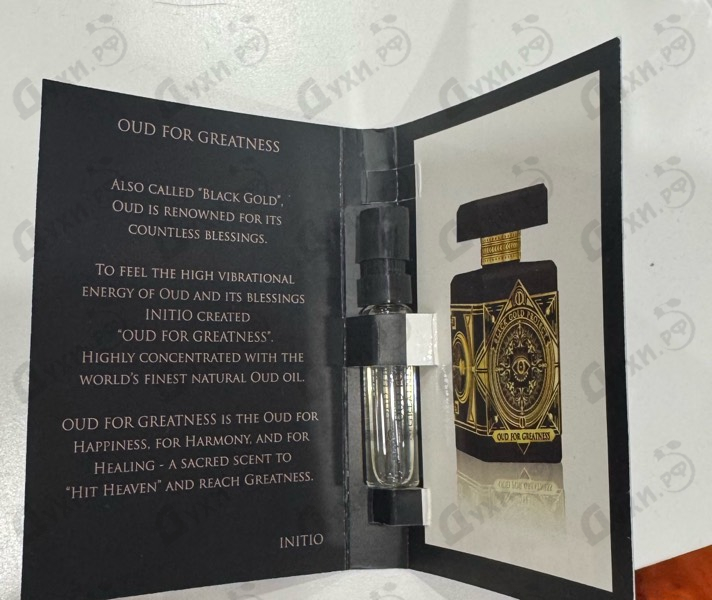 OUD FOR GREATNESS
ALSO CALLED "BLACK GOLD",
OUD IS RENOWNED FOR ITS
COUNTLESS BLESSINGS.
TO FEEL THE HIGH VIBRATIONAL
ENERGY OF OUD AND ITS BLESSINGS
INITIO CREATED
"OUD FOR GREATNESS".
HIGHLY CONCENTRATED WITH THE
WORLD'S FINEST NATURAL OUD OIL.
OUD FOR GREATNESS IS THE OUD FOR
HAPPINESS, FOR HARMONY, AND FOR
HEALING - A SACRED SCENT TO
"HIT HEAVEN" AND REACH GREATNESS.
INITIO
BLACK GOLD PROJECT
OUD FOR GREATNESS
Духи.рф